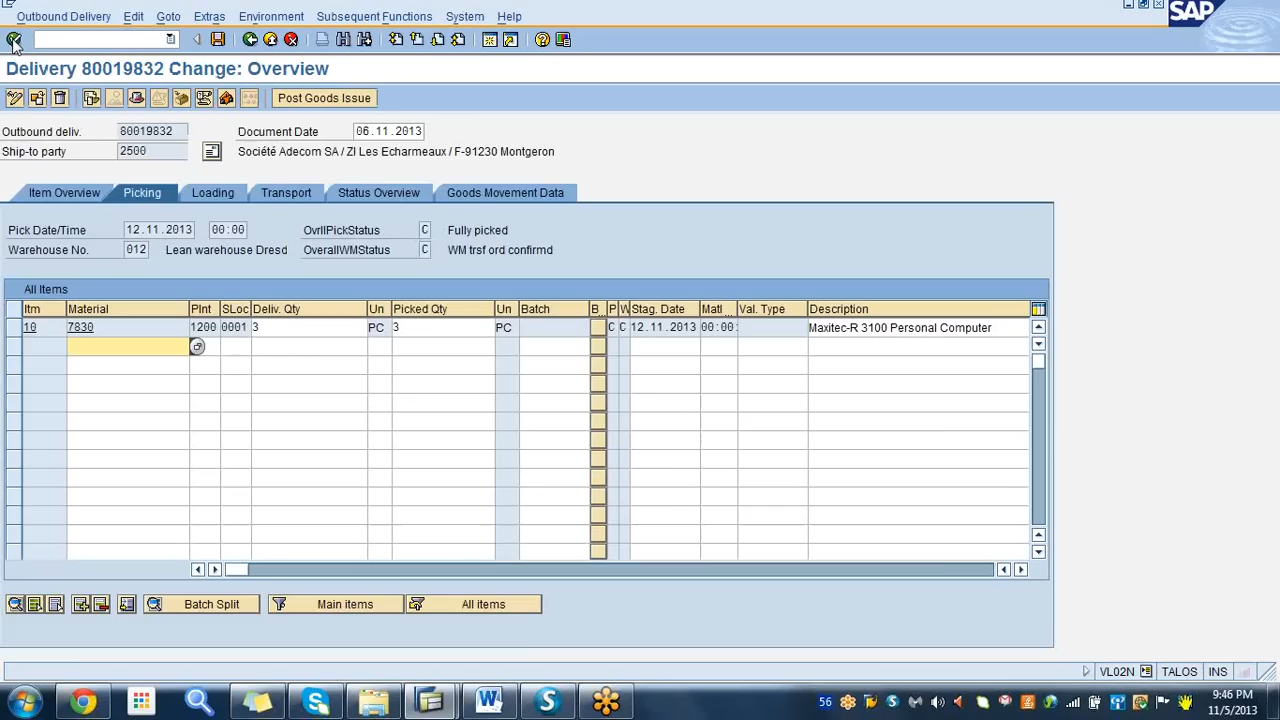 Outbound Delivery Edit Goto Extras Environment Subsequent Functions System Help
SAP
Delivery 80019832 Change: Overview
Post Goods Issue
Outbound deliv. 80019832 Document Date 06.11.2013
Ship-to party 2500 Société Adecom SA / ZI Les Echarmeaux / F-91230 Montgeron
Item Overview Picking Loading Transport Status Overview Goods Movement Data
Pick Date/Time 12.11.2013 00:00 OvrllPickStatus C Fully picked
Warehouse No. 012 Lean warehouse Dresd OverallWMStatus C WM trsf ord confirmd
All Items
Itm Material Plnt SLoc Deliv. Qty Un Picked Qty Un Batch B.. P W Stag. Date Matl... Val. Type Description
10 7830 1200 0001 3 PC 3 PC C C 12.11.2013 00:00: Maxitec-R 3100 Personal Computer
Batch Split Main items All items
VL02N TALOS INS
56 9:46 PM
11/5/2013